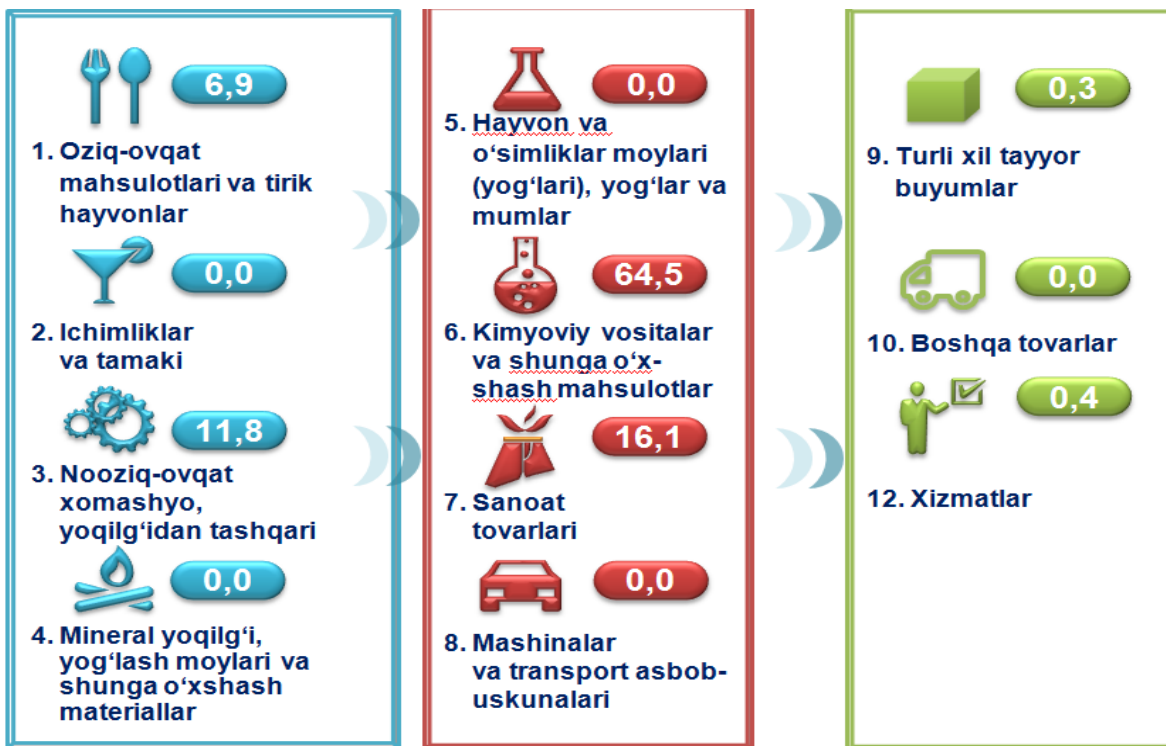 6,9
1. Oziq-ovqat
mahsulotlari va tirik
hayvonlar
0,0
2. Ichimliklar
va tamaki
11,8
3. Nooziq-ovqat
xomashyo,
yoqilg‘idan tashqari
0,0
4. Mineral yoqilg‘i,
yog‘lash moylari va
shunga o‘xshash
materiallar
0,0
5. Hayvon va
o‘simliklar moylari
(yog‘lari), yog‘lar va
mumlar
64,5
6. Kimyoviy vositalar
va shunga o‘x-
shash mahsulotlar
16,1
7. Sanoat
tovarlari
0,0
8. Mashinalar
va transport asbob-
uskunalari
0,3
9. Turli xil tayyor
buyumlar
0,0
10. Boshqa tovarlar
0,4
12. Xizmatlar